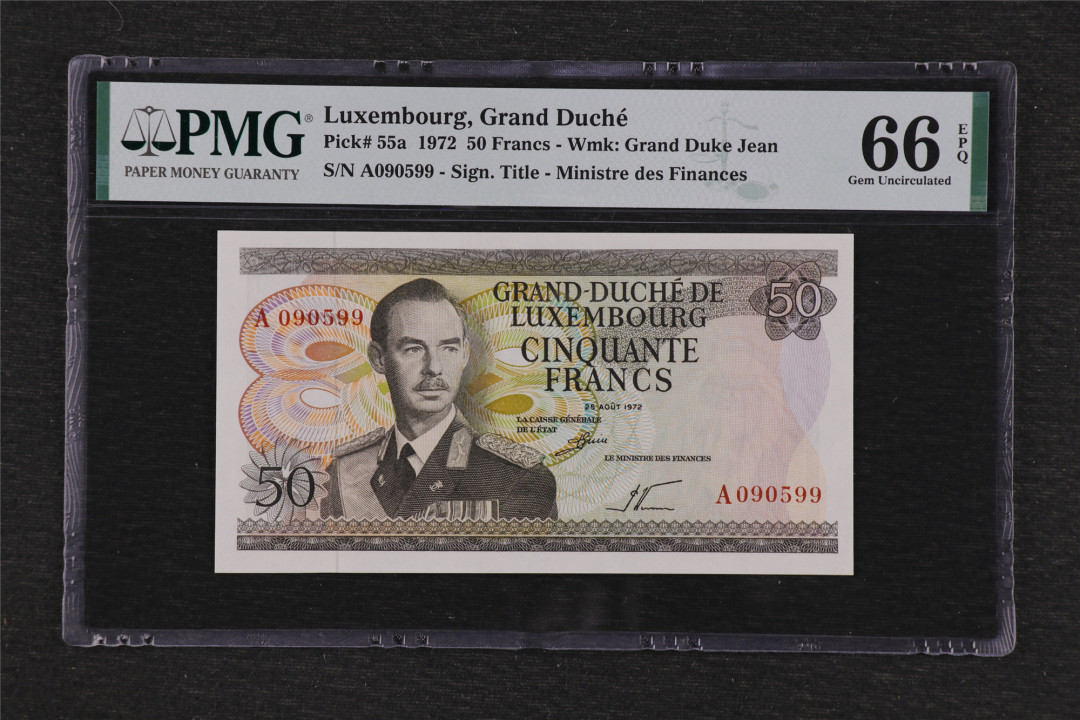 PMG®
PAPER MONEY GUARANTY
Luxembourg, Grand Duché
Pick# 55a 1972 50 Francs - Wmk: Grand Duke Jean
S/N A090599 - Sign. Title - Ministre des Finances
66
EPQ
Gem Uncirculated
GRAND-DUCHÉ DE
LUXEMBOURG
50
A 090599
CINQUANTE
FRANCS
25 AOÛT 1972
LA CAISSE GÉNÉRALE
DE L'ÉTAT
LE MINISTRE DES FINANCES
50
A 090599